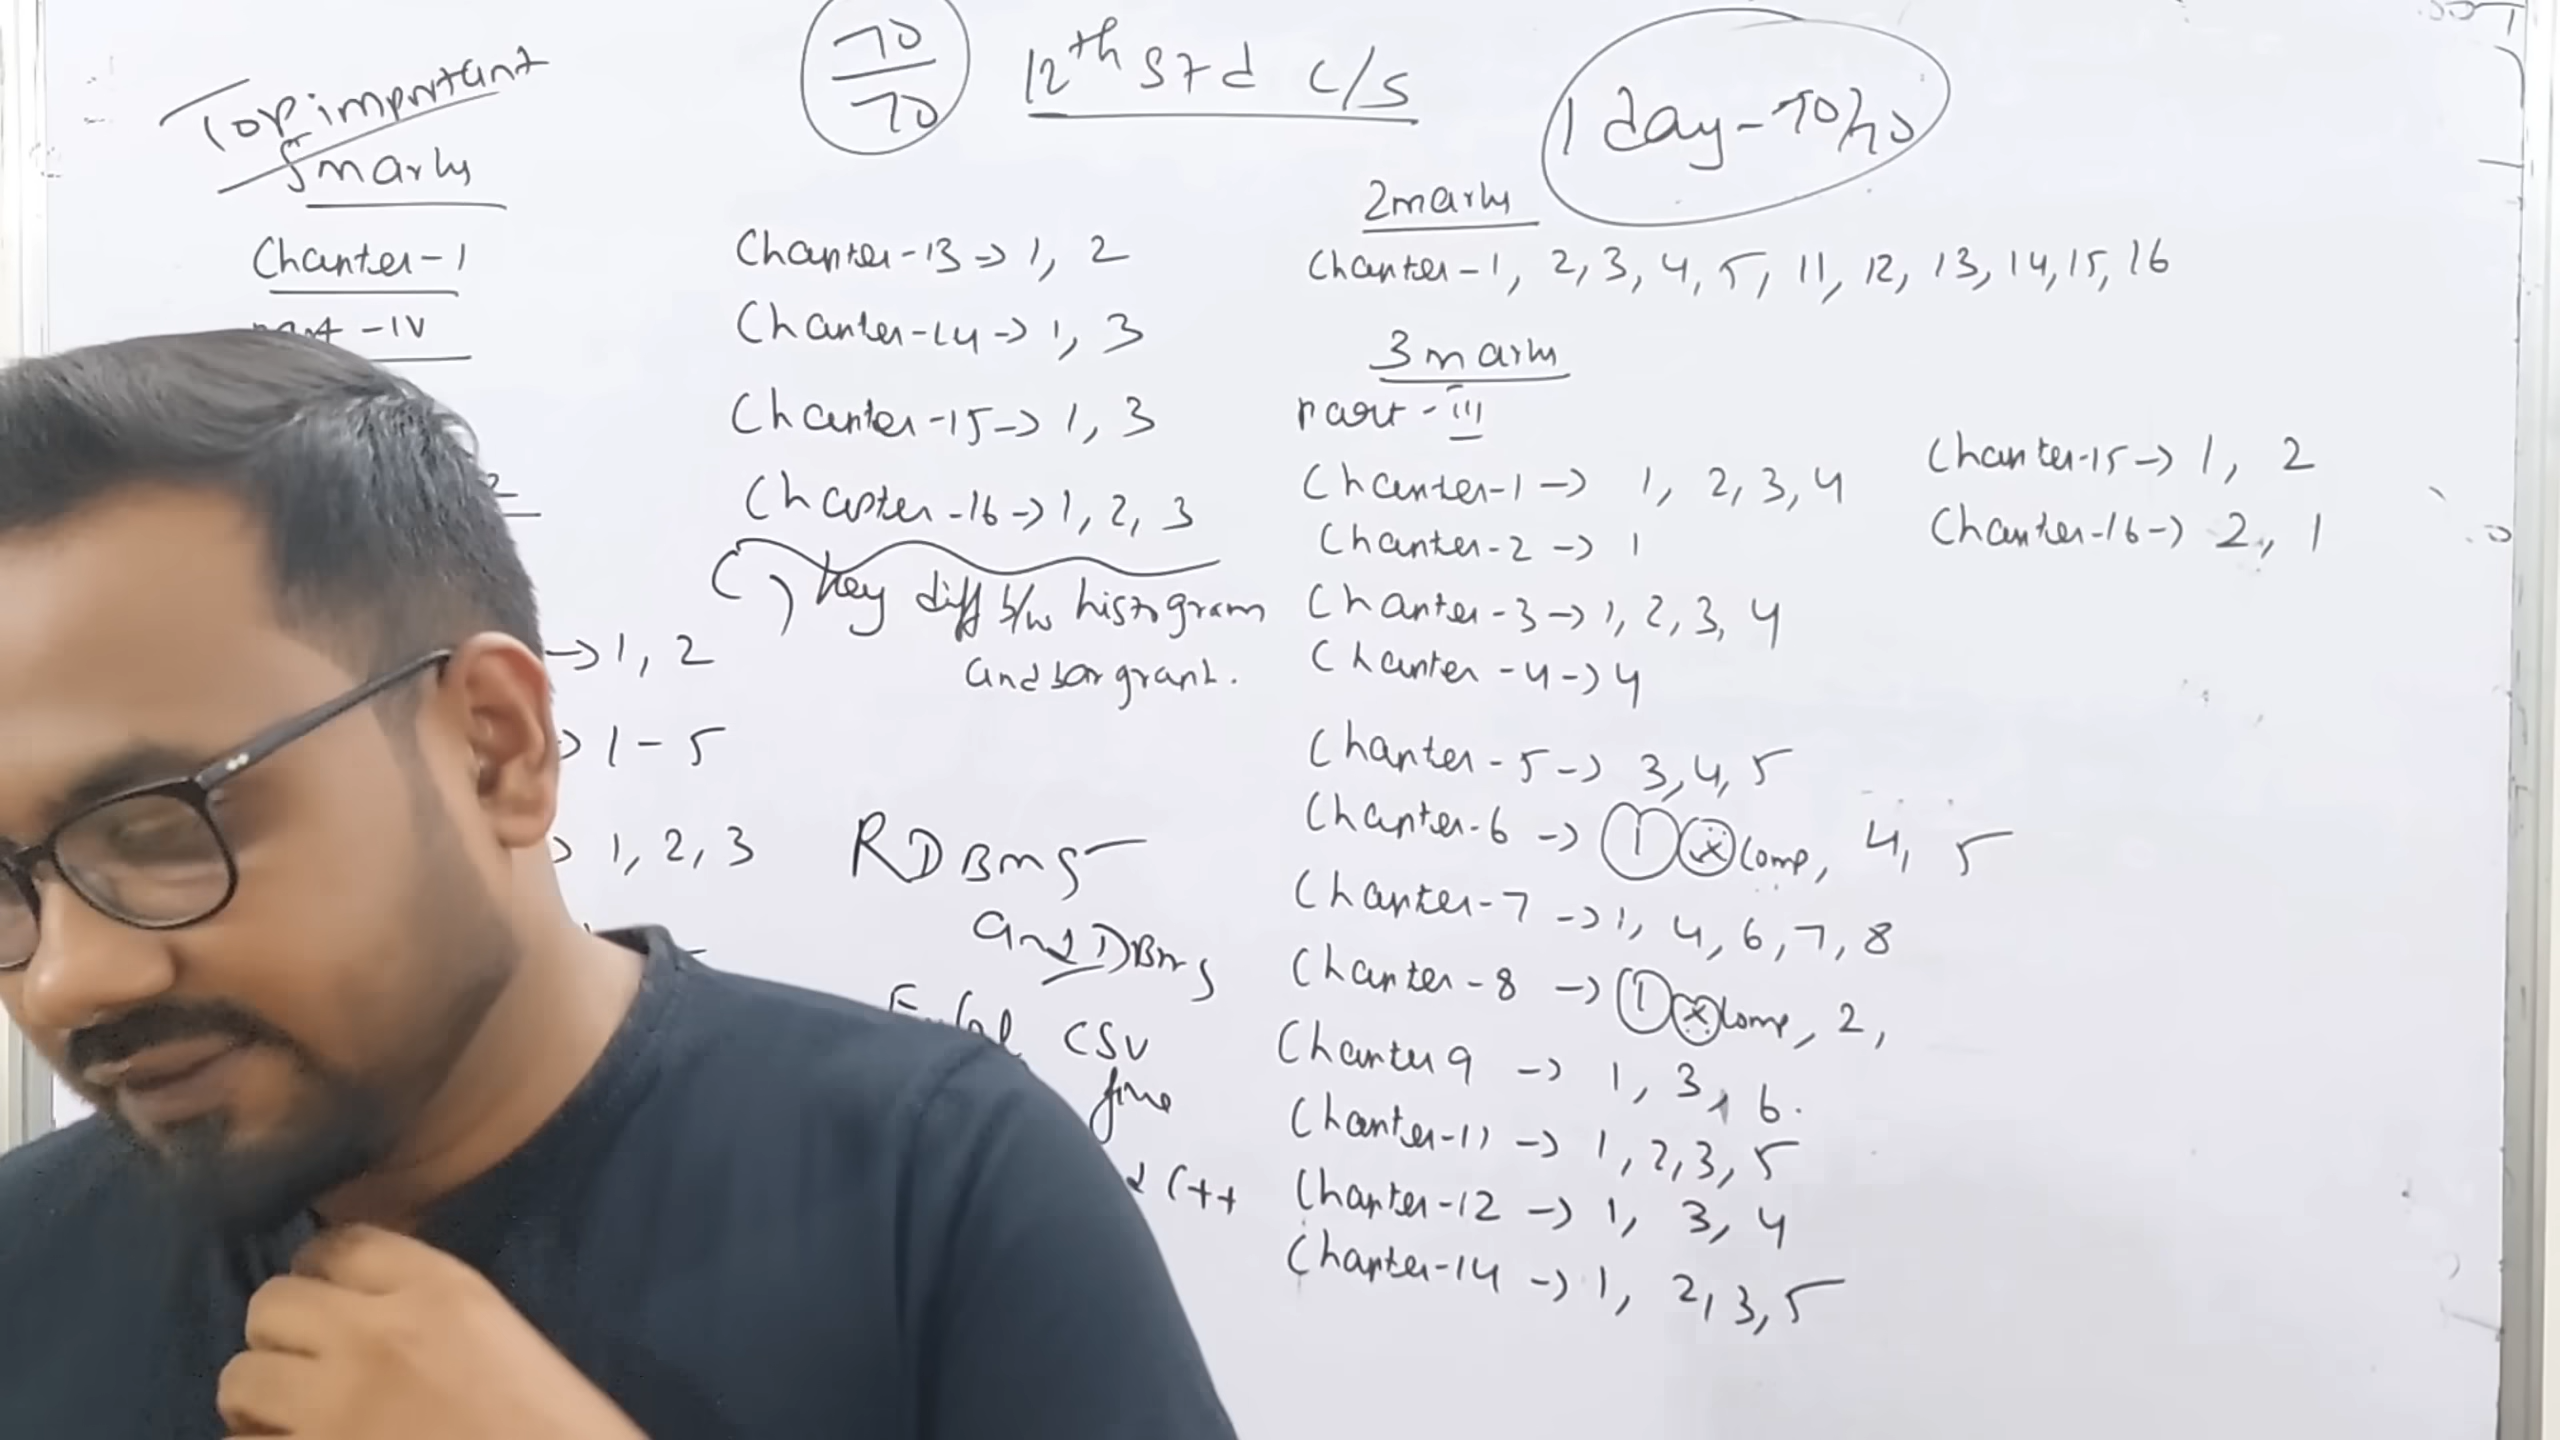 Top important
5 marks
Chapter-1
-IV
→ 1, 2
1 - 5
1, 2, 3
70/70
12th Std C/S
1 day - 70/70
Chapter-13 → 1, 2
Chapter-14 → 1, 3
Chapter-15 → 1, 3
Chapter-16 → 1, 2, 3
key diff b/w histogram
and bar graph.
RDBMS
and DBMS
CSV
C++
2 marks
Chapter-1, 2, 3, 4, 5, 11, 12, 13, 14, 15, 16
3 marks
Part-III
Chapter-1 → 1, 2, 3, 4
Chapter-2 → 1
Chapter-3 → 1, 2, 3, 4
Chapter-4 → 4
Chapter-5 → 3, 4, 5
Chapter-6 → 1 x comp, 4, 5
Chapter-7 → 1, 4, 6, 7, 8
Chapter-8 → 1 x comp, 2,
Chapter 9 → 1, 3, 6.
Chapter-11 → 1, 2, 3, 5
Chapter-12 → 1, 3, 4
Chapter-14 → 1, 2, 3, 5
Chapter-15 → 1, 2
Chapter-16 → 2, 1